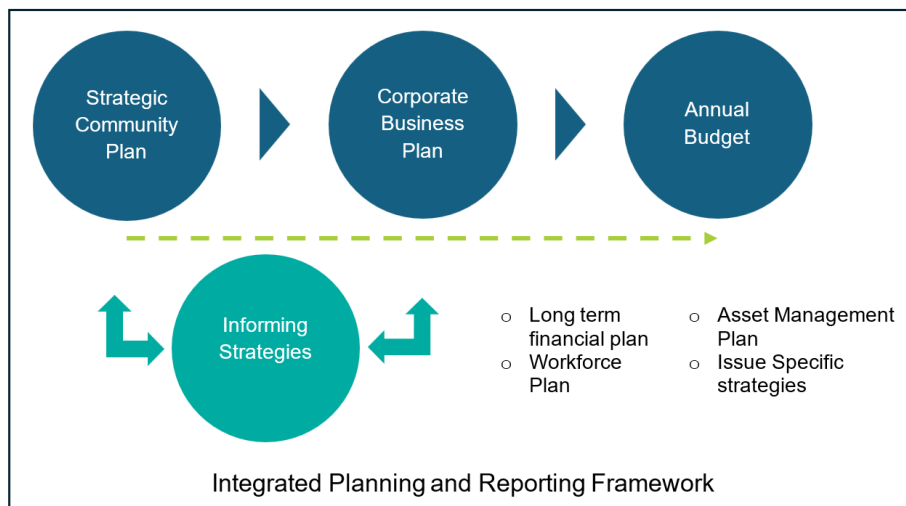 Strategic
Community
Plan
Corporate
Business
Plan
Annual
Budget
Informing
Strategies
o Long term
financial plan
o Workforce
Plan
o Asset Management
Plan
o Issue Specific
strategies
Integrated Planning and Reporting Framework